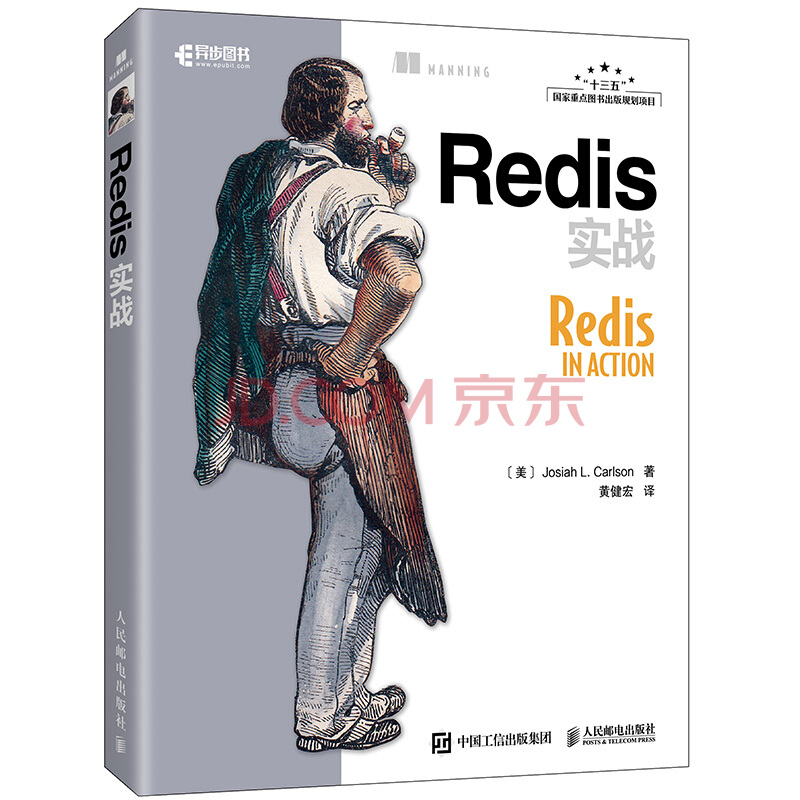 Redis
实战
人民邮电出版社
异步图书
www.epubit.com
MANNING
“十三五”
国家重点图书出版规划项目
Redis
实战
Redis
IN ACTION
JD.COM 京东
〔美〕Josiah L. Carlson 著
黄健宏 译
中国工信出版集团
人民邮电出版社
POSTS & TELECOM PRESS